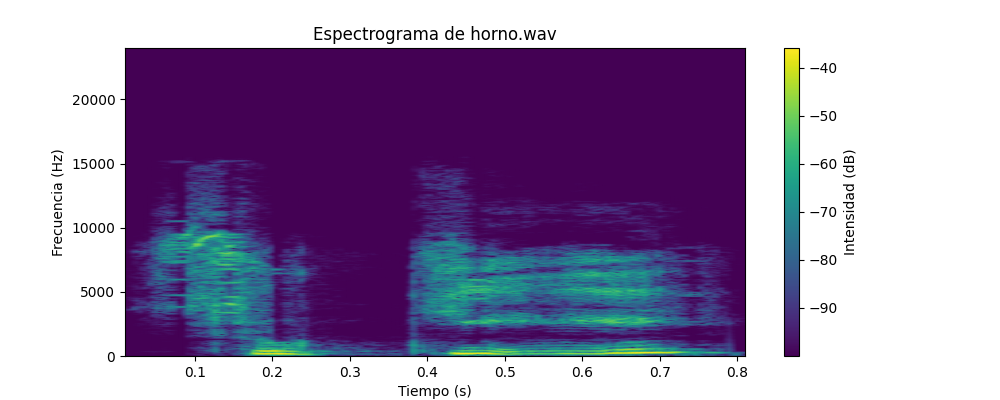 Espectrograma de horno.wav
20000
15000
10000
5000
0
Frecuencia (Hz)
0.1 0.2 0.3 0.4 0.5 0.6 0.7 0.8
Tiempo (s)
−40
−50
−60
−70
−80
−90
Intensidad (dB)